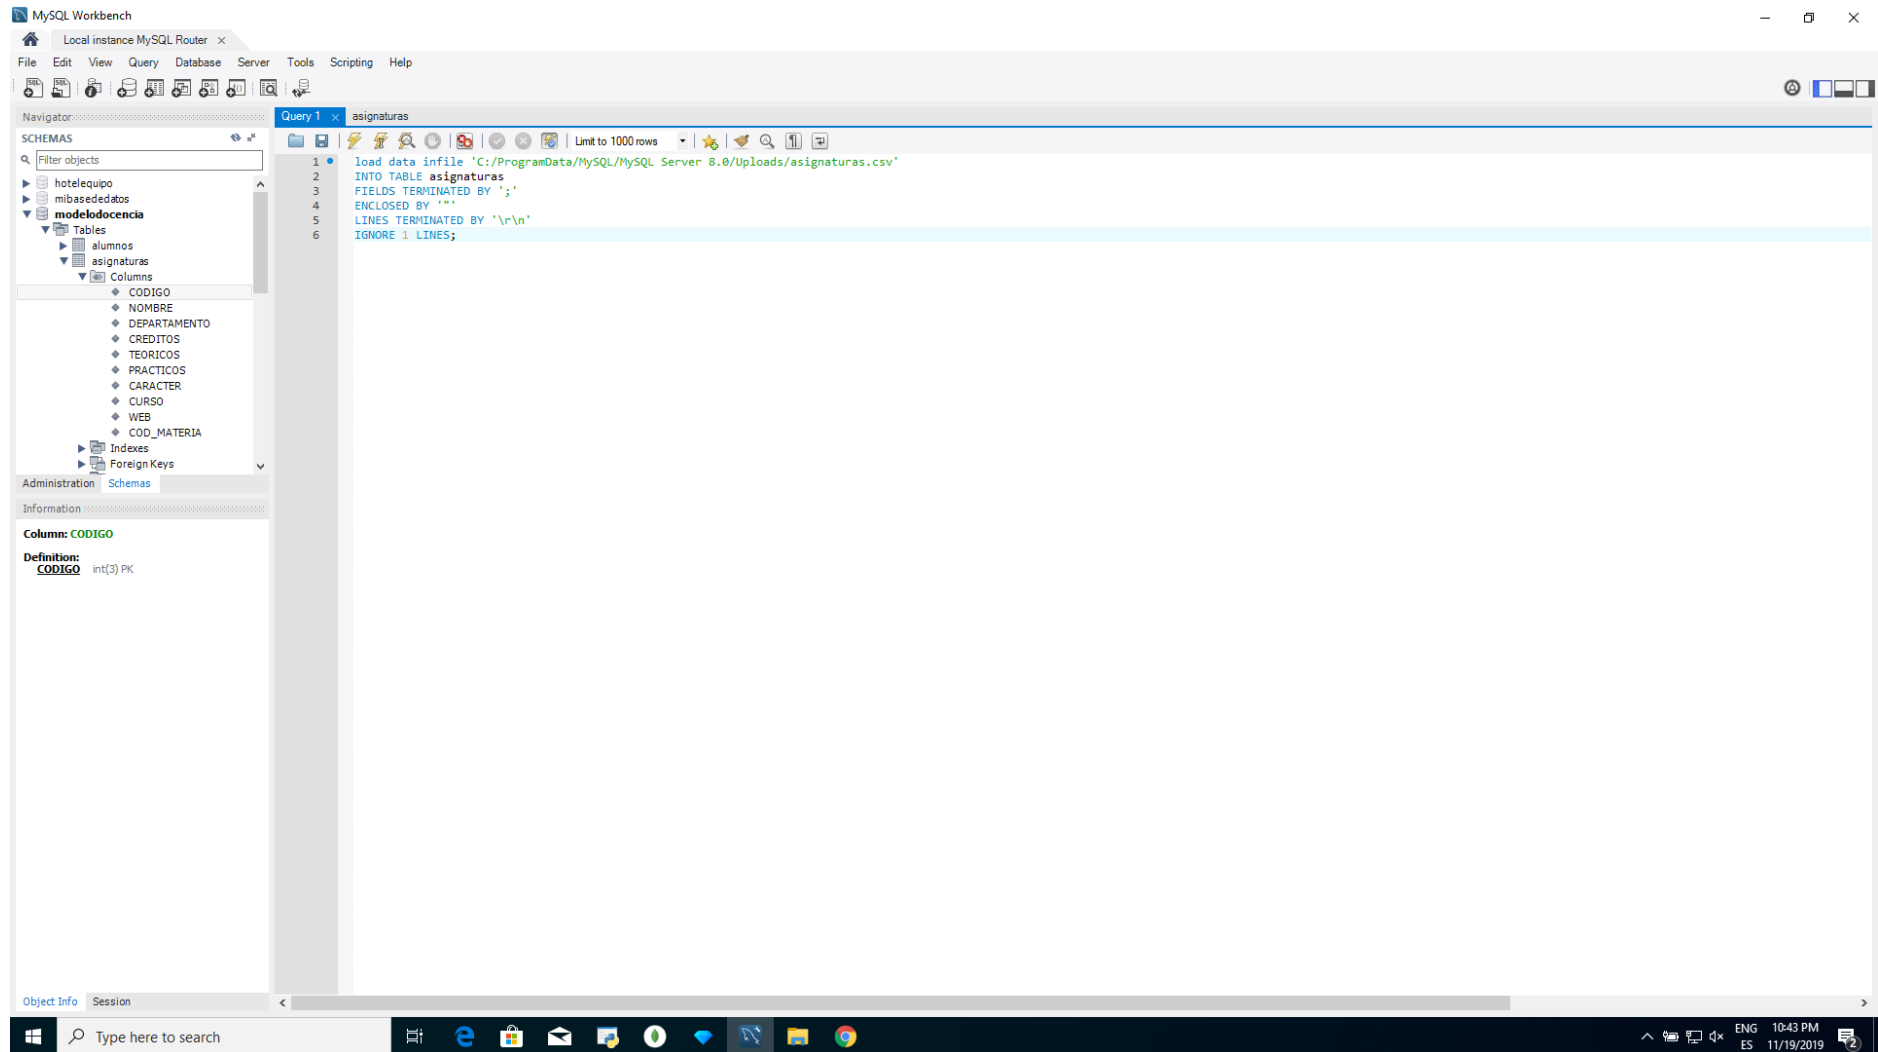 MySQL Workbench
Local instance MySQL Router
File Edit View Query Database Server Tools Scripting Help
Navigator
SCHEMAS
Filter objects
hotelequipo
mibasededatos
modelodocencia
Tables
alumnos
asignaturas
Columns
CODIGO
NOMBRE
DEPARTAMENTO
CREDITOS
TEORICOS
PRACTICOS
CARACTER
CURSO
WEB
COD_MATERIA
Indexes
Foreign Keys
Administration Schemas
Information
Column: CODIGO
Definition:
CODIGO int(3) PK
Object Info Session
Query 1 asignaturas
Limit to 1000 rows
1 load data infile 'C:/ProgramData/MySQL/MySQL Server 8.0/Uploads/asignaturas.csv'
2 INTO TABLE asignaturas
3 FIELDS TERMINATED BY ';'
4 ENCLOSED BY '"'
5 LINES TERMINATED BY '\r\n'
6 IGNORE 1 LINES;
Type here to search
ENG
ES
10:43 PM
11/19/2019
2